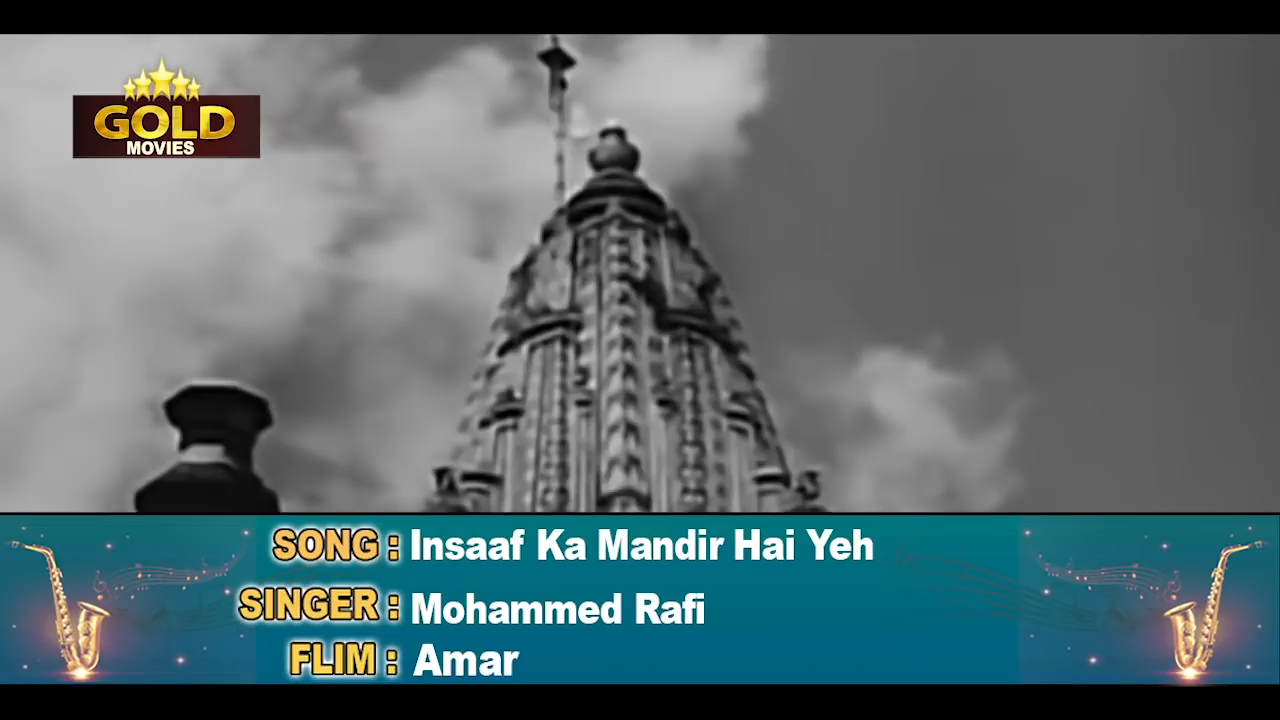 GOLD
MOVIES
SONG : Insaaf Ka Mandir Hai Yeh
SINGER : Mohammed Rafi
FLIM : Amar